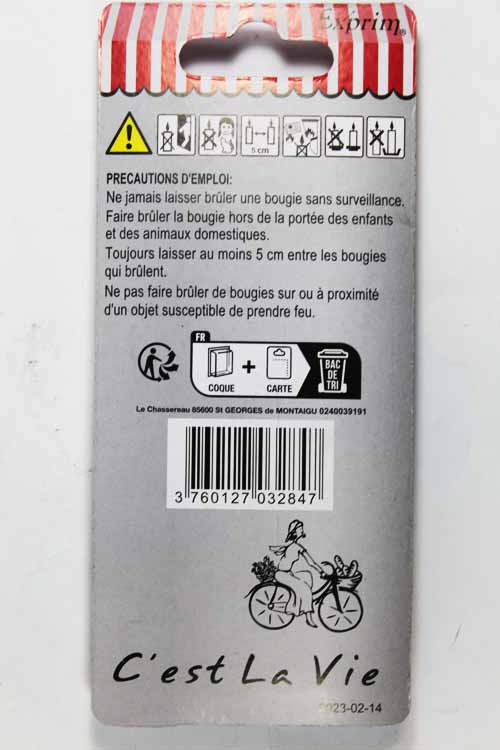 Exprim®
5 cm
PRECAUTIONS D'EMPLOI:
Ne jamais laisser brûler une bougie sans surveillance.
Faire brûler la bougie hors de la portée des enfants
et des animaux domestiques.
Toujours laisser au moins 5 cm entre les bougies
qui brûlent.
Ne pas faire brûler de bougies sur ou à proximité
d'un objet susceptible de prendre feu.
FR
COQUE + CARTE
BAC
DE
TRI
Le Chassereau 85600 St GEORGES de MONTAIGU 0240039191
3 760127 032847
C'est La Vie
2023-02-14